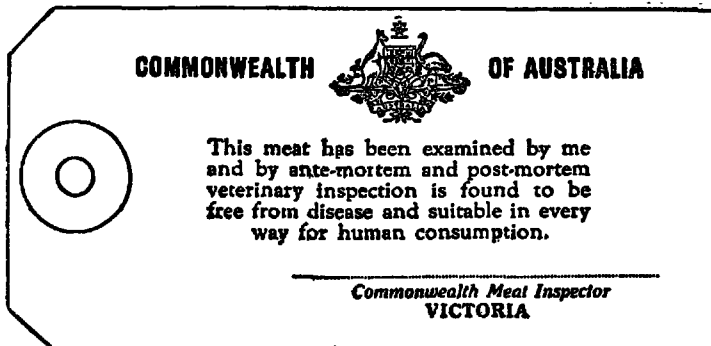 COMMONWEALTH OF AUSTRALIA
AUSTRALIA
This meat has been examined by me
and by ante-mortem and post-mortem
veterinary inspection is found to be
free from disease and suitable in every
way for human consumption.
Commonwealth Meat Inspector
VICTORIA